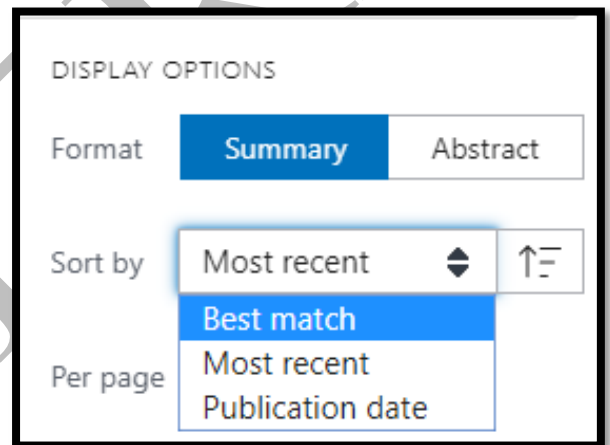 DISPLAY OPTIONS
Format Summary Abstract
Sort by Most recent
Best match
Most recent
Per page
Publication date